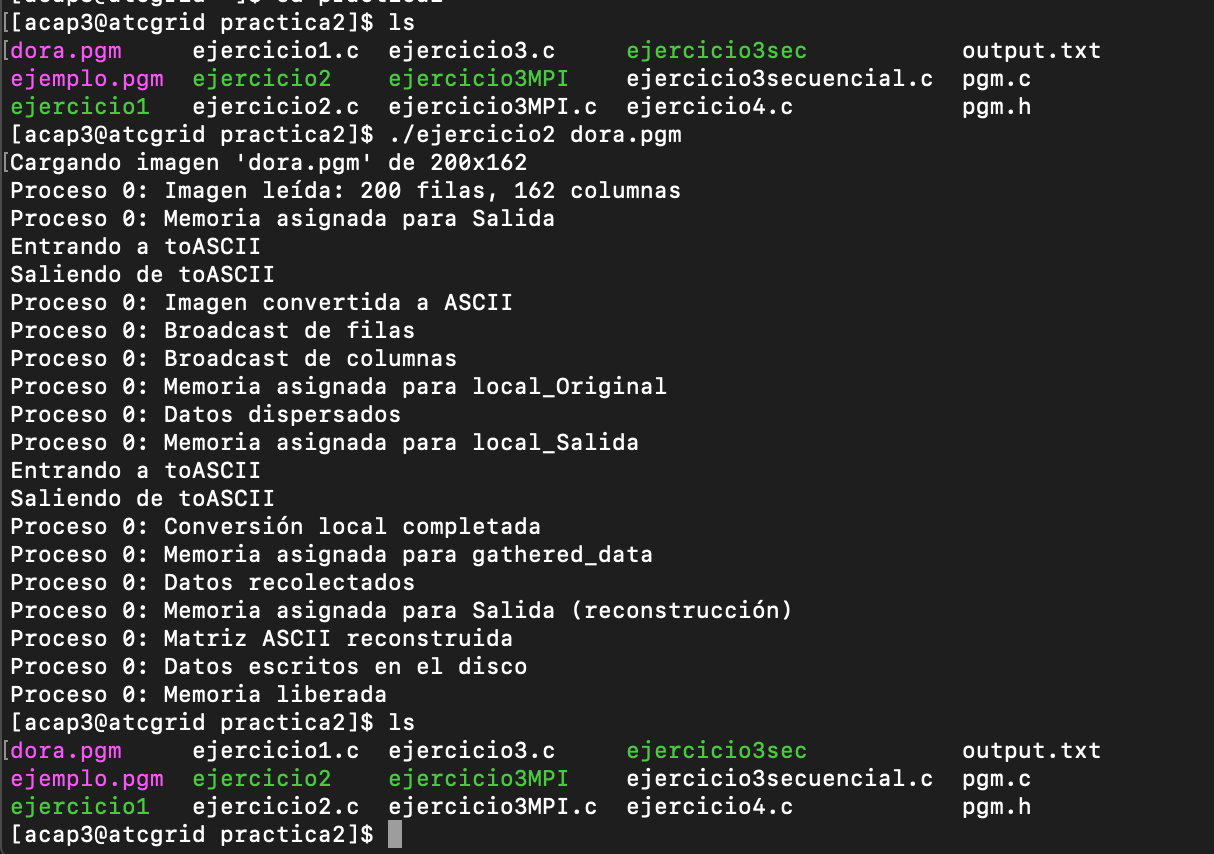 [acap3@atcgrid practica2]$ ls
dora.pgm ejercicio1.c ejercicio3.c ejercicio3sec output.txt
ejemplo.pgm ejercicio2 ejercicio3MPI ejercicio3secuencial.c pgm.c
ejercicio1 ejercicio2.c ejercicio3MPI.c ejercicio4.c pgm.h
[acap3@atcgrid practica2]$ ./ejercicio2 dora.pgm
Cargando imagen 'dora.pgm' de 200x162
Proceso 0: Imagen leída: 200 filas, 162 columnas
Proceso 0: Memoria asignada para Salida
Entrando a toASCII
Saliendo de toASCII
Proceso 0: Imagen convertida a ASCII
Proceso 0: Broadcast de filas
Proceso 0: Broadcast de columnas
Proceso 0: Memoria asignada para local_Original
Proceso 0: Datos dispersados
Proceso 0: Memoria asignada para local_Salida
Entrando a toASCII
Saliendo de toASCII
Proceso 0: Conversión local completada
Proceso 0: Memoria asignada para gathered_data
Proceso 0: Datos recolectados
Proceso 0: Memoria asignada para Salida (reconstrucción)
Proceso 0: Matriz ASCII reconstruida
Proceso 0: Datos escritos en el disco
Proceso 0: Memoria liberada
[acap3@atcgrid practica2]$ ls
dora.pgm ejercicio1.c ejercicio3.c ejercicio3sec output.txt
ejemplo.pgm ejercicio2 ejercicio3MPI ejercicio3secuencial.c pgm.c
ejercicio1 ejercicio2.c ejercicio3MPI.c ejercicio4.c pgm.h
[acap3@atcgrid practica2]$